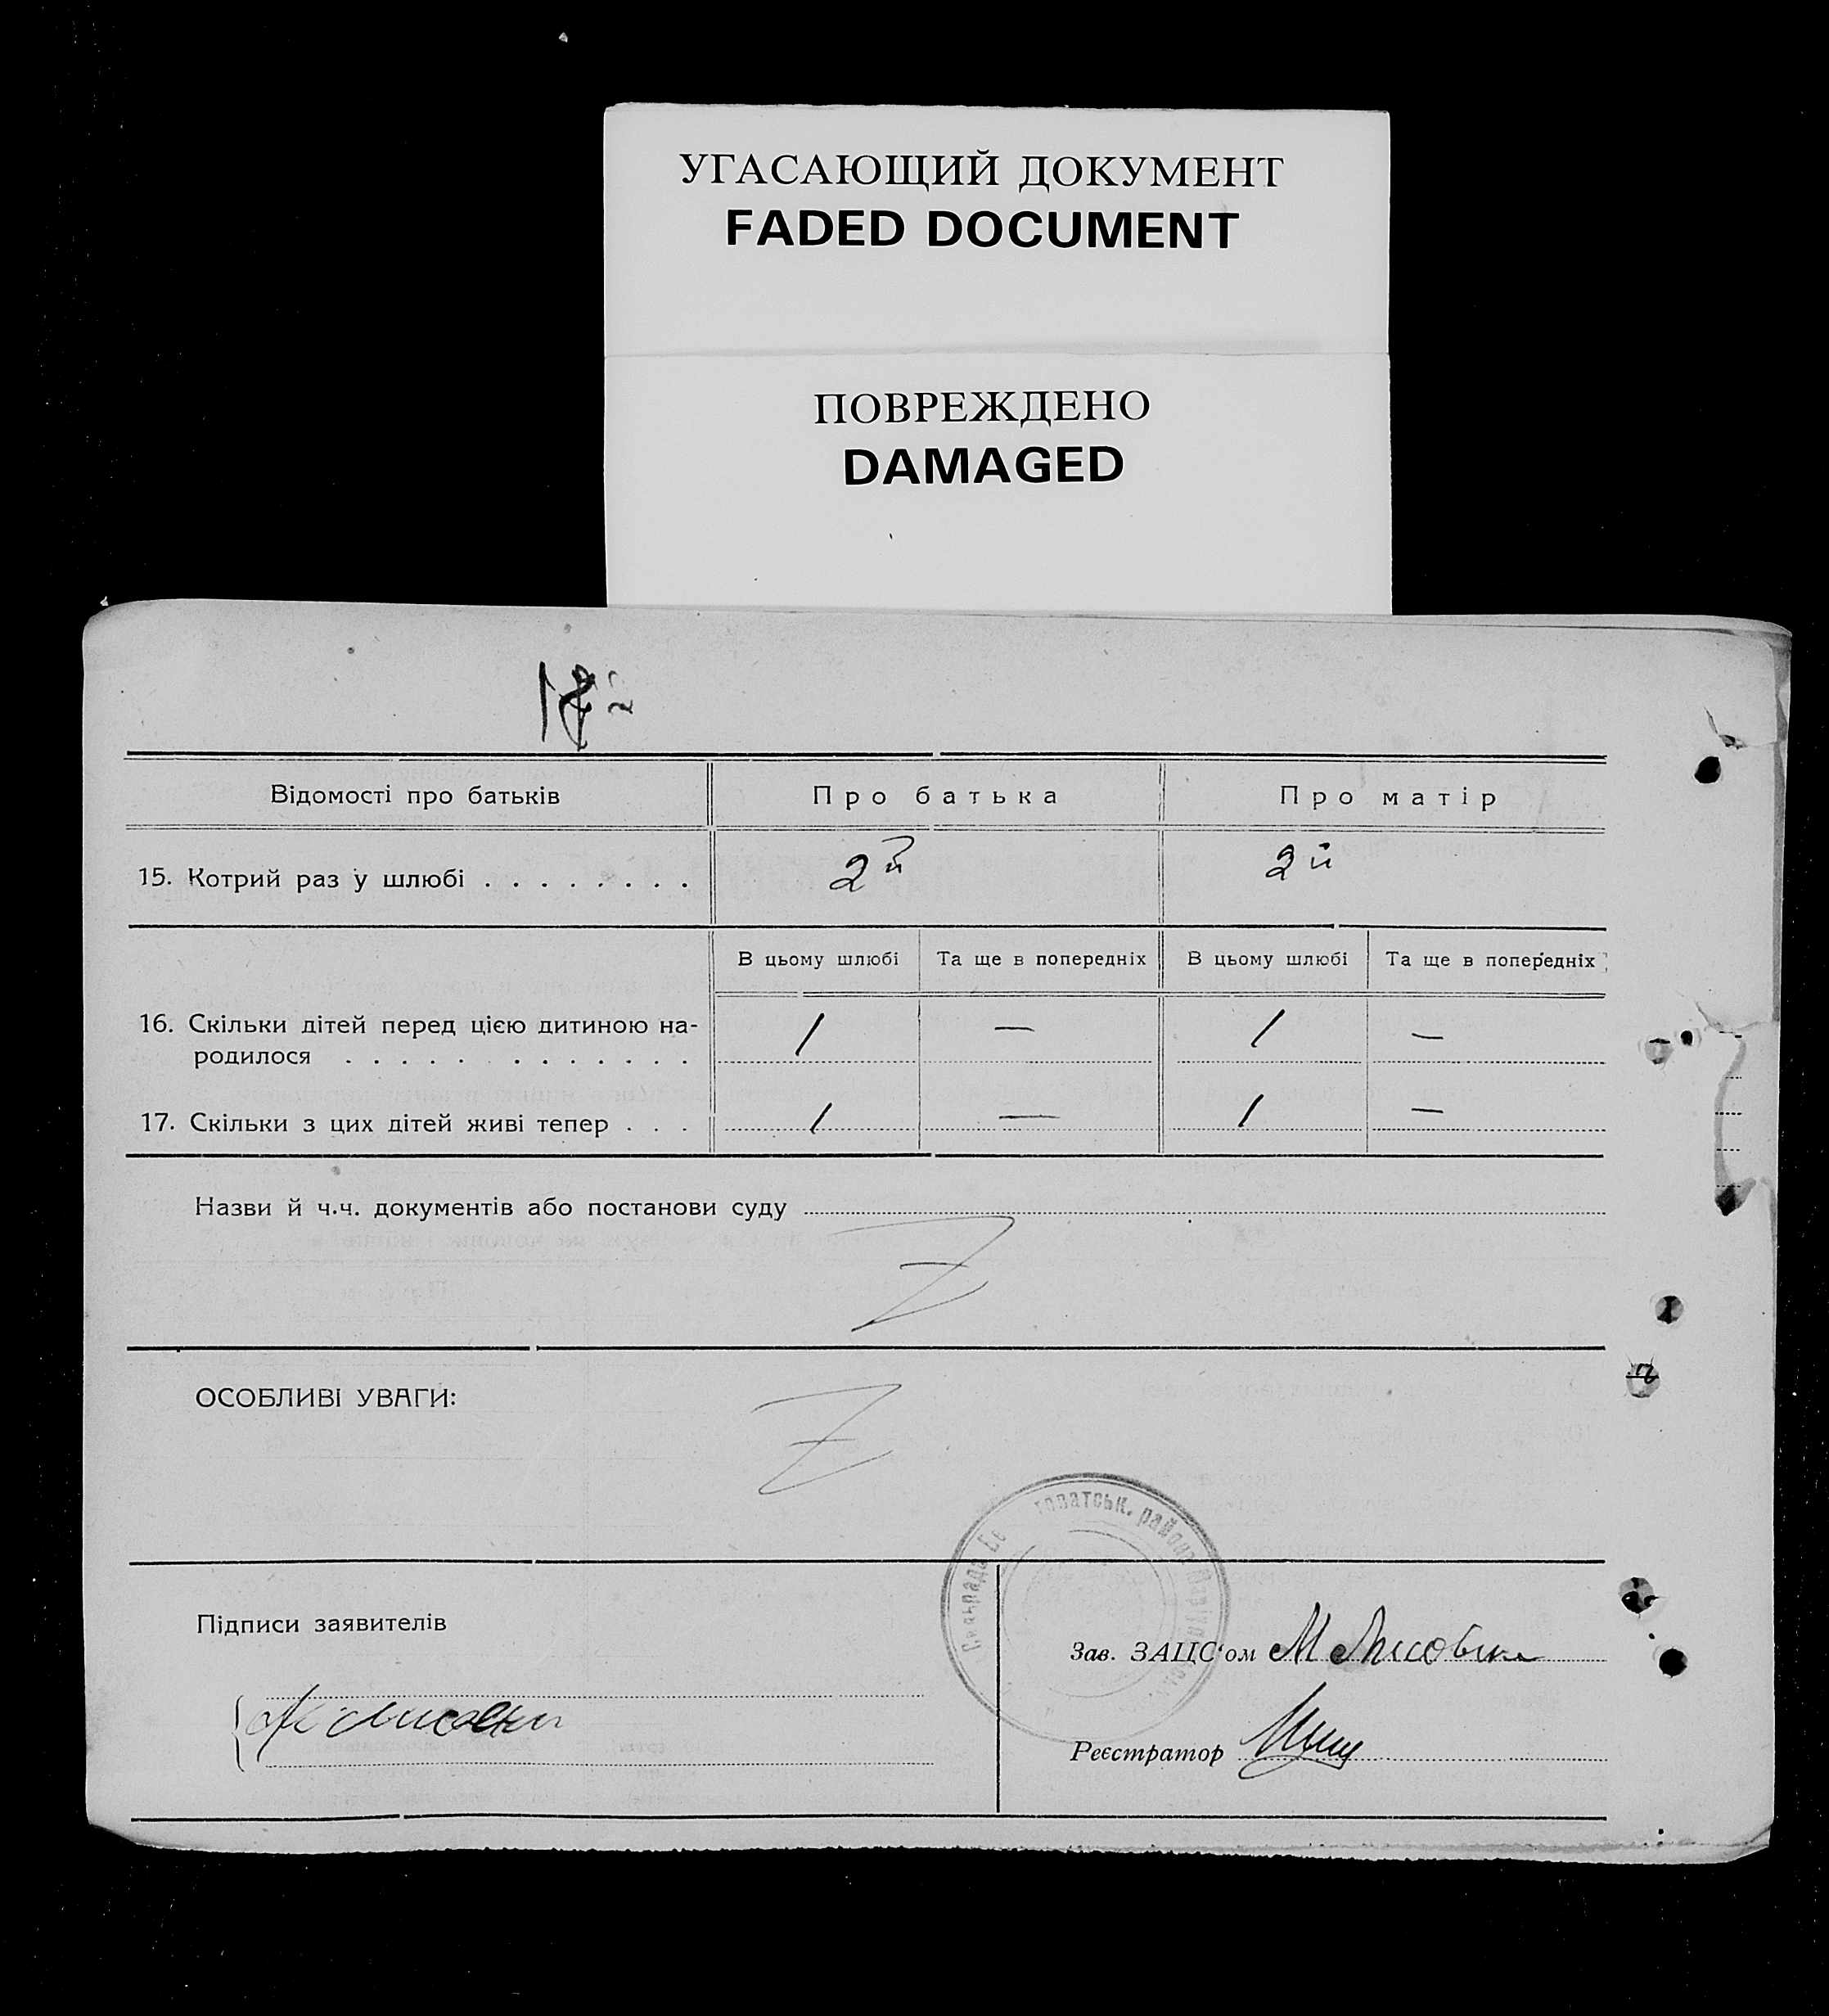 УГАСАЮЩИЙ ДОКУМЕНТ
FADED DOCUMENT
ПОВРЕЖДЕНО
DAMAGED
Відомості про батьків Про батька Про матір
15. Котрий раз у шлюбі . . . . . . . . 2й 2й
В цьому шлюбі Та ще в попередніх В цьому шлюбі Та ще в попередніх
16. Скільки дітей перед цією дитиною на-
родилося . . . . . . . . . . . . 1 — 1 —
17. Скільки з цих дітей живі тепер . . . 1 — 1 —
Назви й ч.ч. документів або постанови суду
ОСОБЛИВІ УВАГИ:
Підписи заявителів
Зав. ЗАЦС'ом
Реєстратор